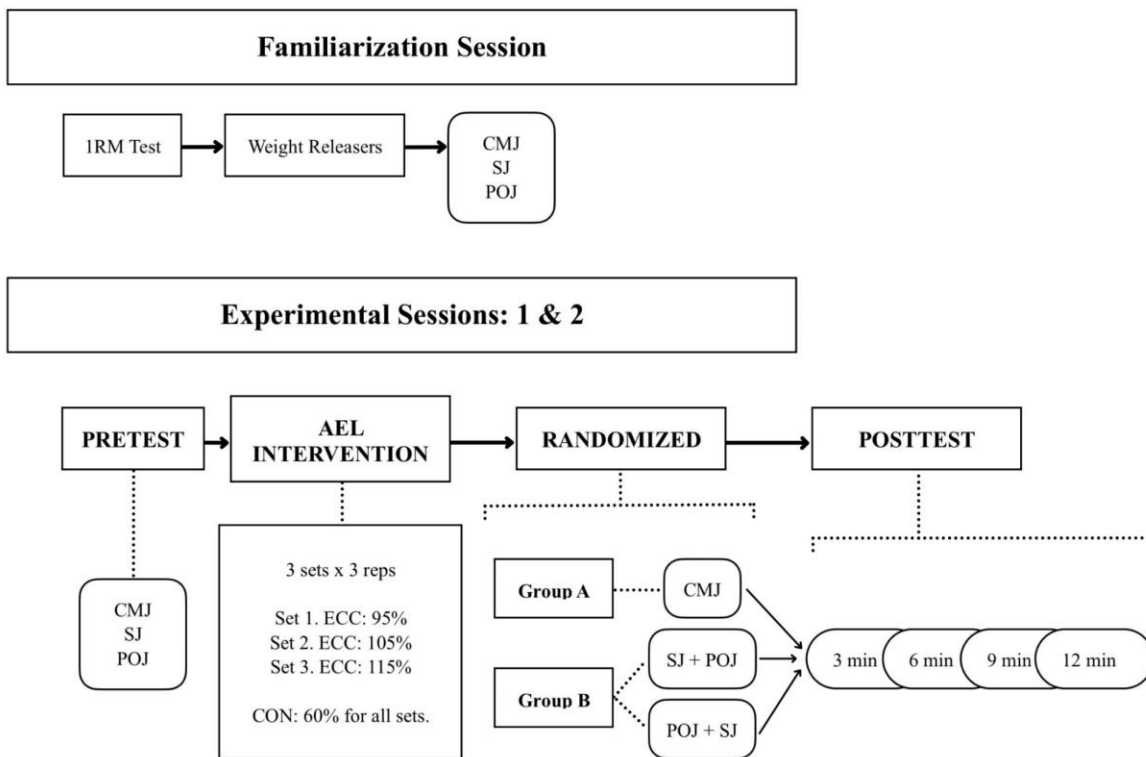 Familiarization Session
1RM Test
Weight Releasers
CMJ
SJ
POJ
Experimental Sessions: 1 & 2
PRETEST
AEL
INTERVENTION
RANDOMIZED
POSTTEST
CMJ
SJ
POJ
3 sets x 3 reps
Set 1. ECC: 95%
Set 2. ECC: 105%
Set 3. ECC: 115%
CON: 60% for all sets.
Group A
CMJ
Group B
SJ + POJ
POJ + SJ
3 min
6 min
9 min
12 min